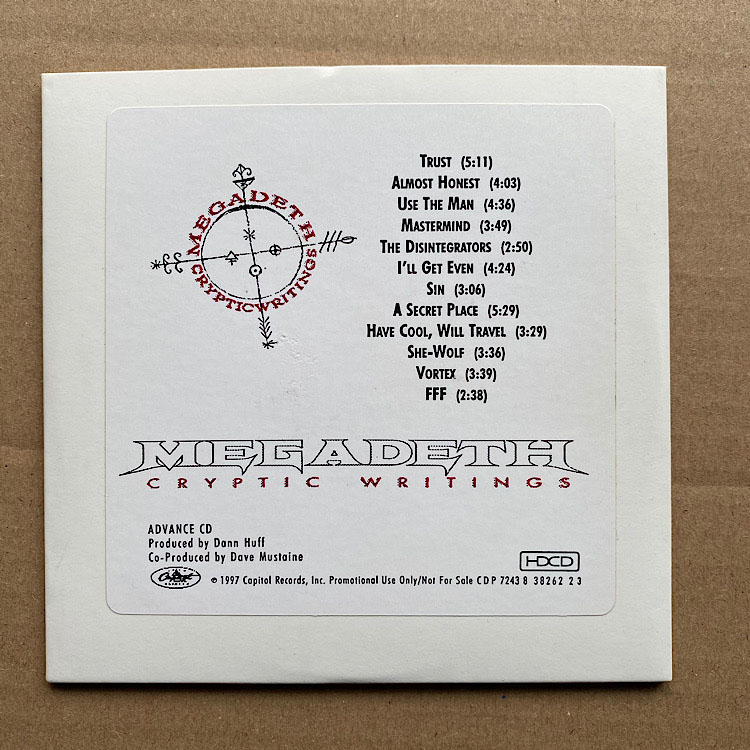 MEGADETH
CRYPTIC WRITINGS
TRUST (5:11)
ALMOST HONEST (4:03)
USE THE MAN (4:36)
MASTERMIND (3:49)
THE DISINTEGRATORS (2:50)
I'LL GET EVEN (4:24)
SIN (3:06)
A SECRET PLACE (5:29)
HAVE COOL, WILL TRAVEL (3:29)
SHE-WOLF (3:36)
VORTEX (3:39)
FFF (2:38)
MEGADETH
CRYPTIC WRITINGS
ADVANCE CD
Produced by Dann Huff
Co-Produced by Dave Mustaine
HDCD
Capitol
© 1997 Capitol Records, Inc. Promotional Use Only/Not For Sale CDP 7243 8 38262 2 3